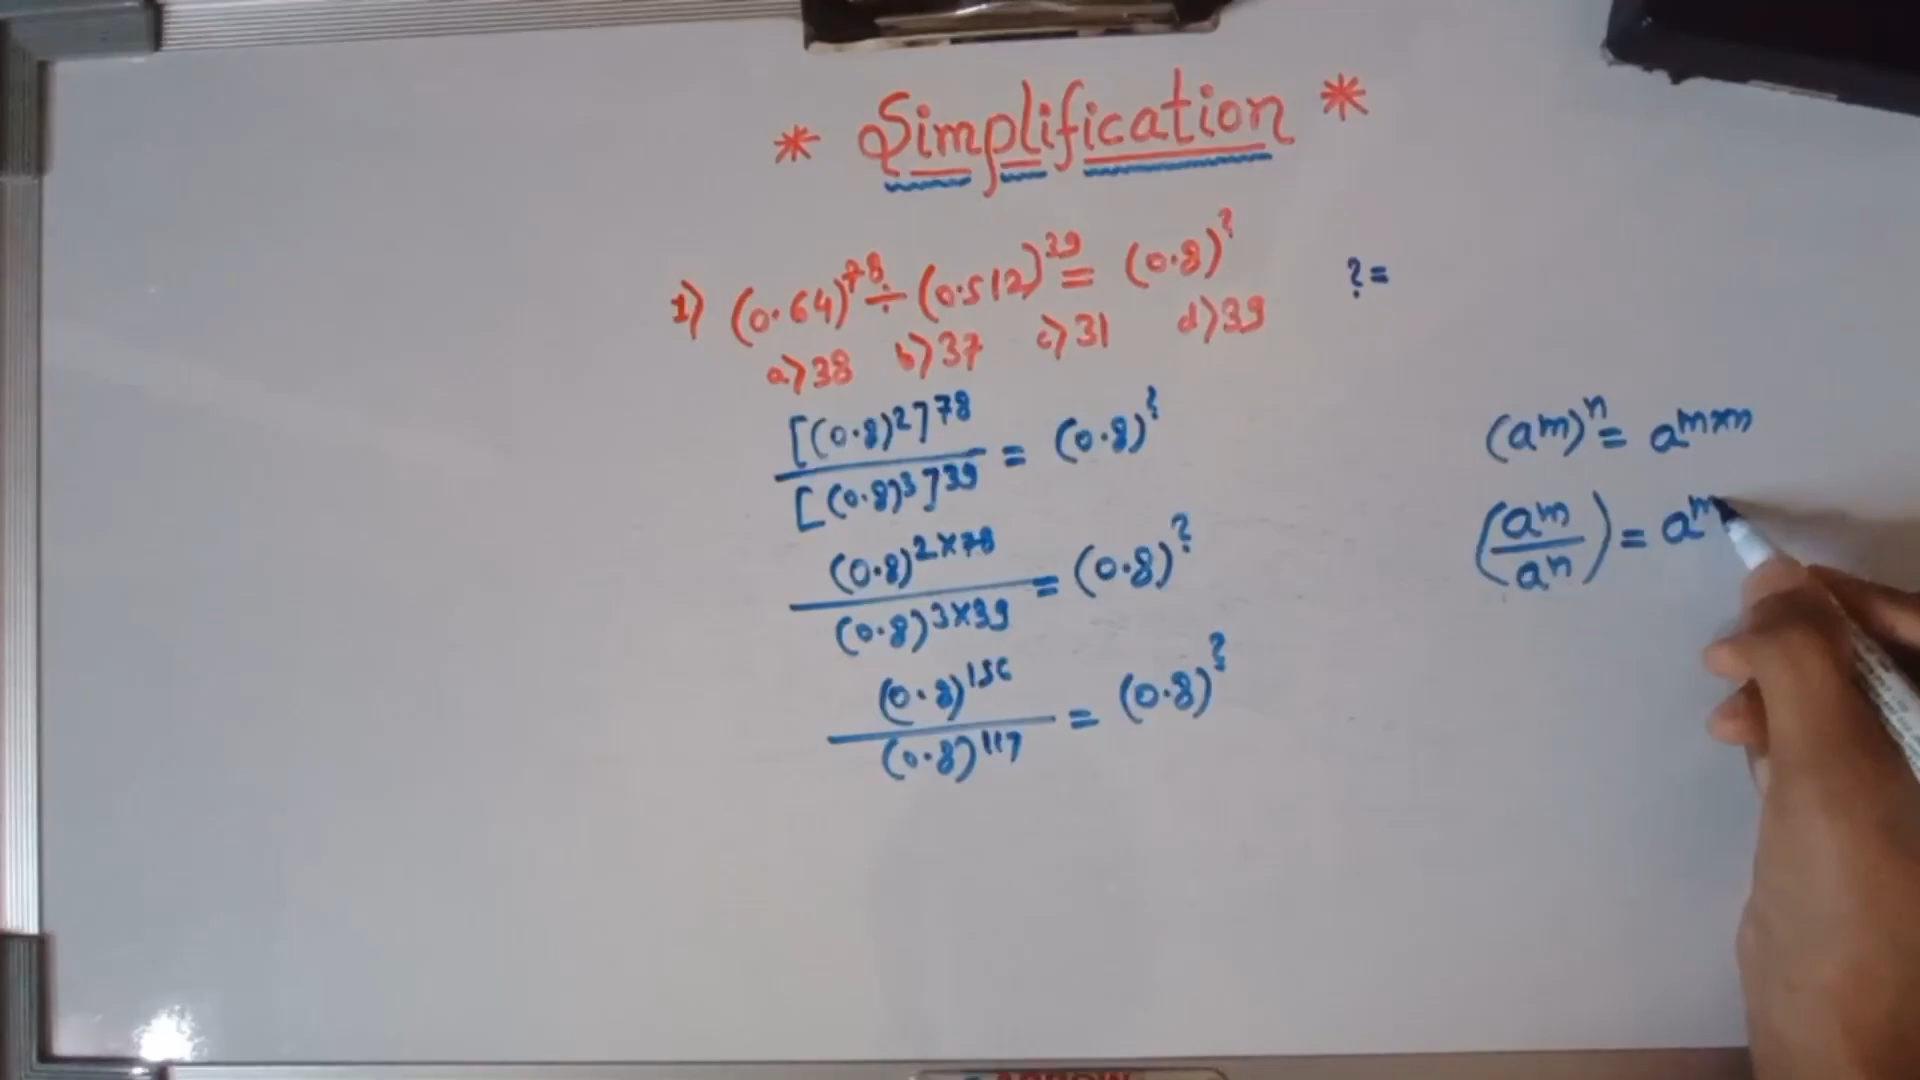 * Simplification *
1) (0.64)^78 ÷ (0.512)^39 = (0.8)^?
? =
a) 38 b) 37 c) 31 d) 39
[(0.8)^2]^78 / [(0.8)^3]^39 = (0.8)^?
(0.8)^2×78 / (0.8)^3×39 = (0.8)^?
(0.8)^156 / (0.8)^117 = (0.8)^?
(a^m)^n = a^m×n
(a^m / a^n) = a^m